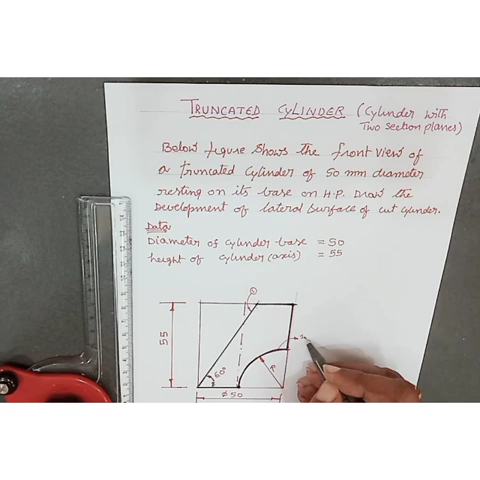 TRUNCATED CYLINDER (Cylinder with
Two section planes)
Below figure shows the front view of
a truncated cylinder of 50 mm diameter
resting on its base on H.P. Draw the
Development of lateral surface of cut cylinder.
Data
Diameter of cylinder base = 50
height of cylinder (axis) = 55
①
55
60°
R
ø50